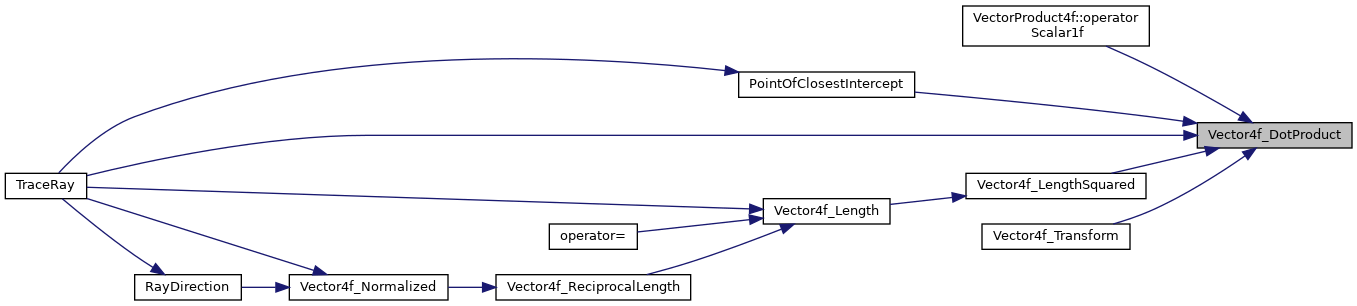 VectorProduct4f::operator
Scalar1f
PointOfClosestIntercept
Vector4f_DotProduct
TraceRay
Vector4f_LengthSquared
Vector4f_Length
operator=
Vector4f_Transform
RayDirection
Vector4f_Normalized
Vector4f_ReciprocalLength